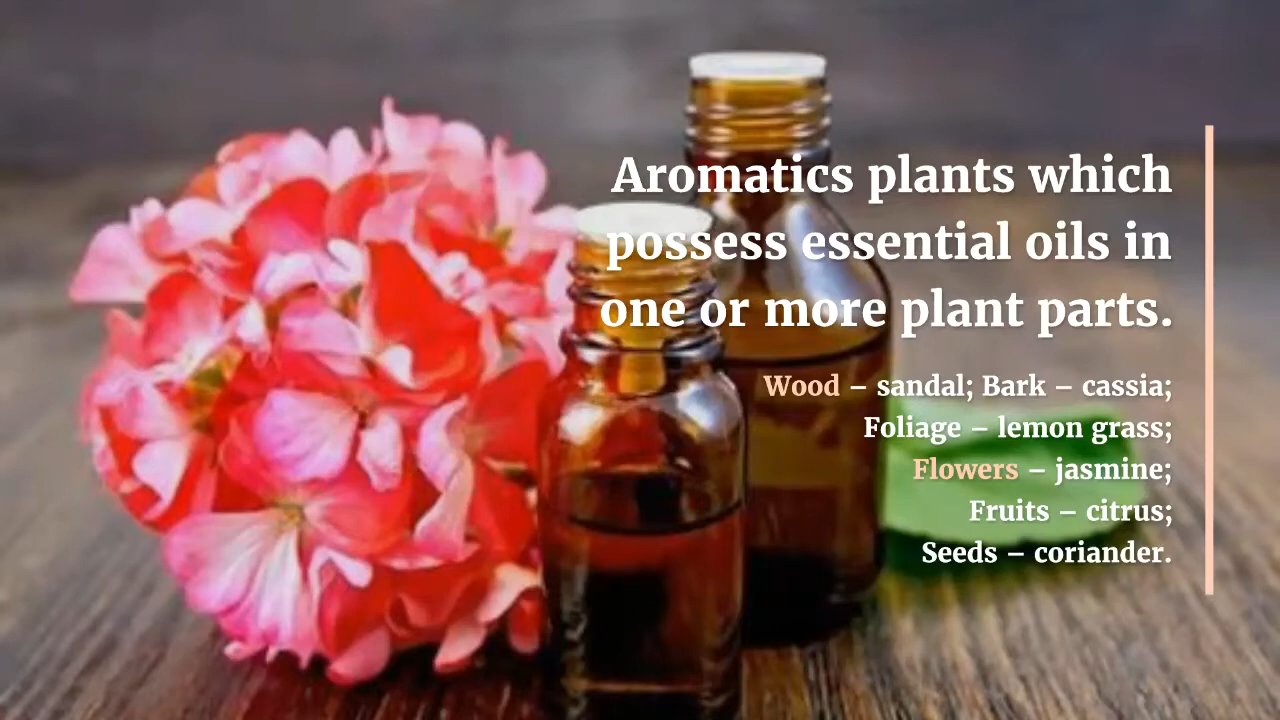 Aromatics plants which
possess essential oils in
one or more plant parts.
Wood – sandal; Bark – cassia;
Foliage – lemon grass;
Flowers – jasmine;
Fruits – citrus;
Seeds – coriander.